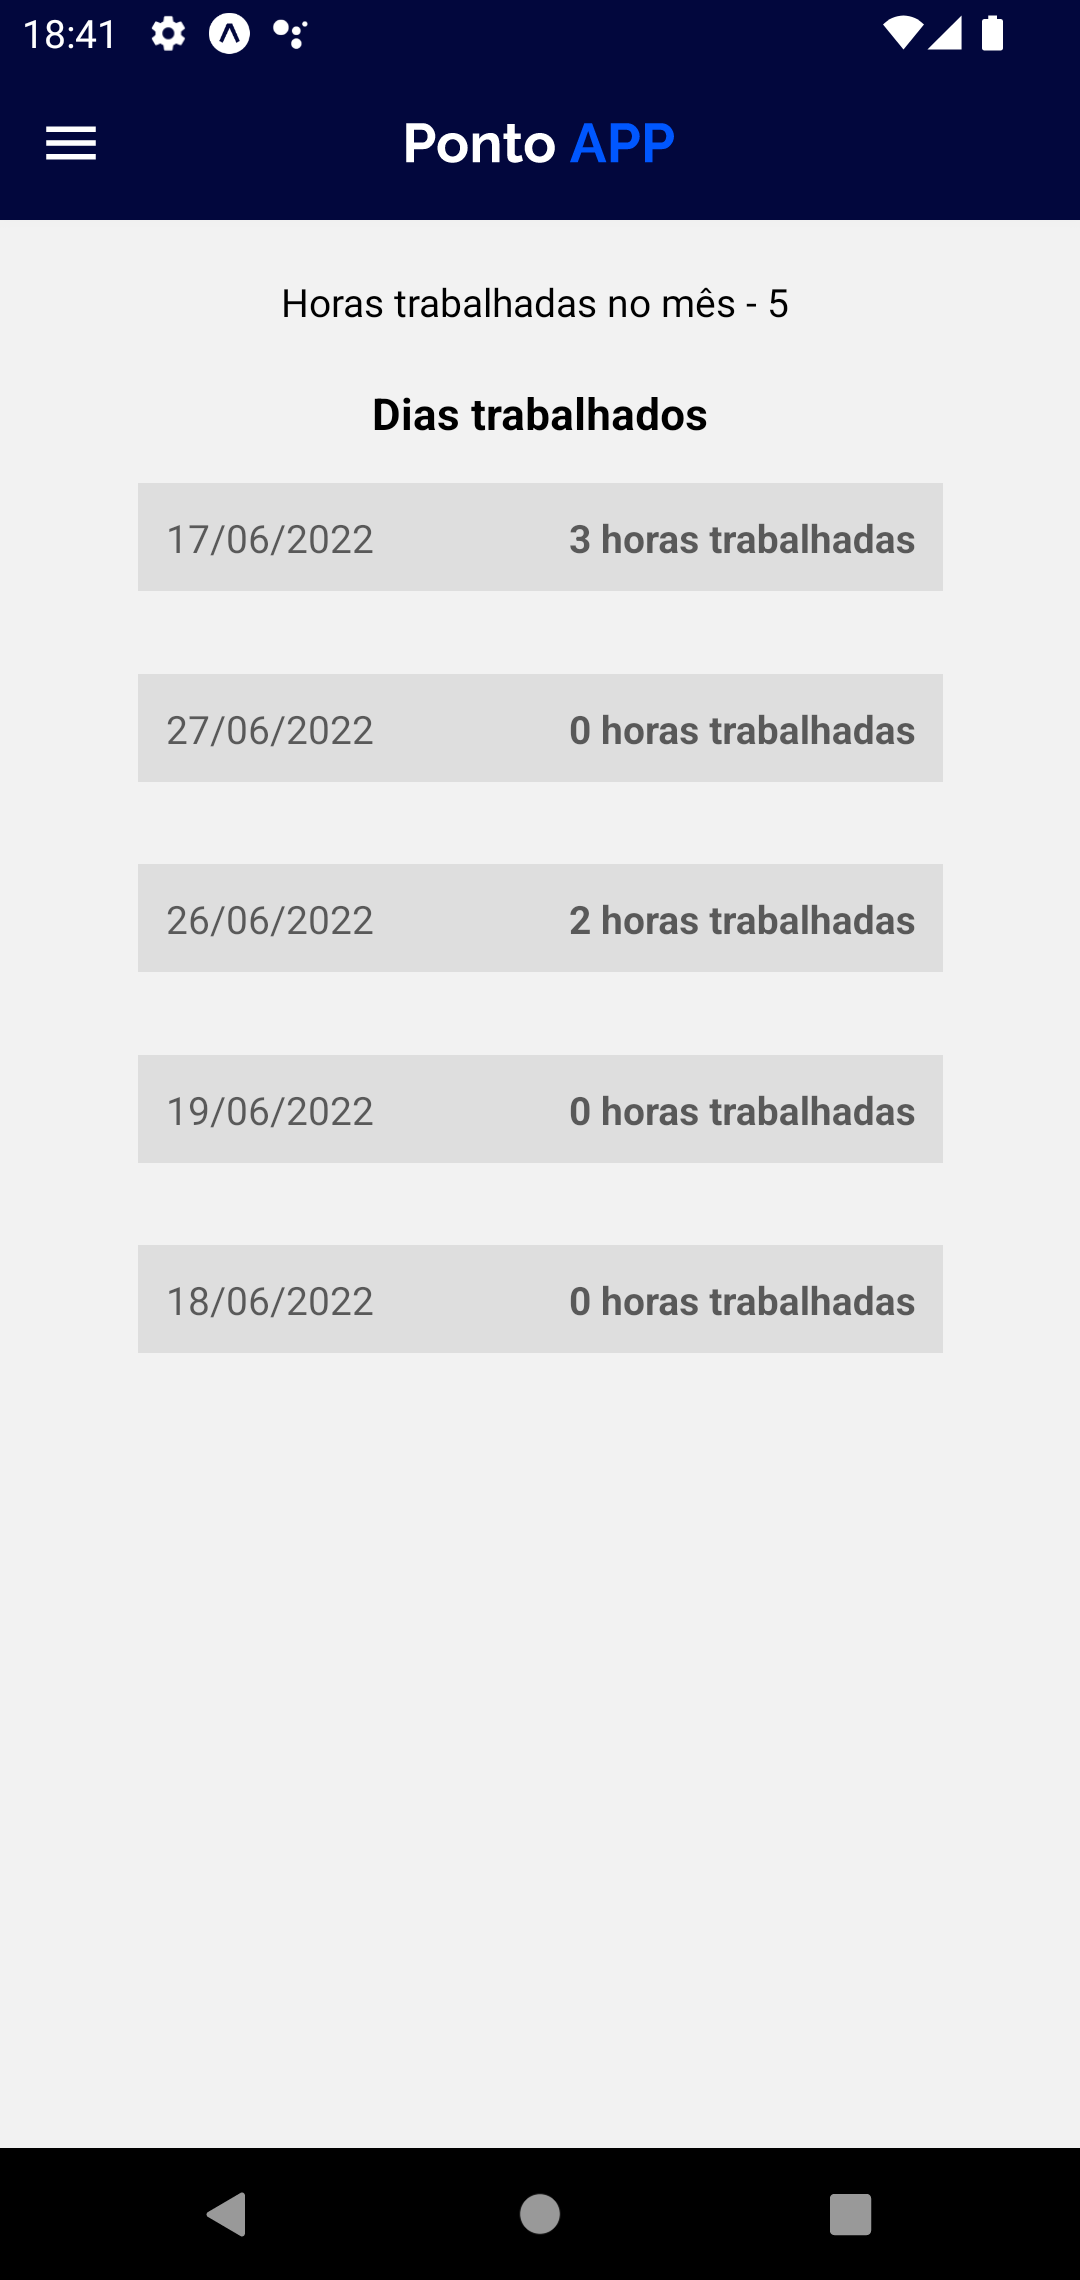 18:41
Ponto APP
Horas trabalhadas no mês - 5
Dias trabalhados
17/06/2022 3 horas trabalhadas
27/06/2022 0 horas trabalhadas
26/06/2022 2 horas trabalhadas
19/06/2022 0 horas trabalhadas
18/06/2022 0 horas trabalhadas